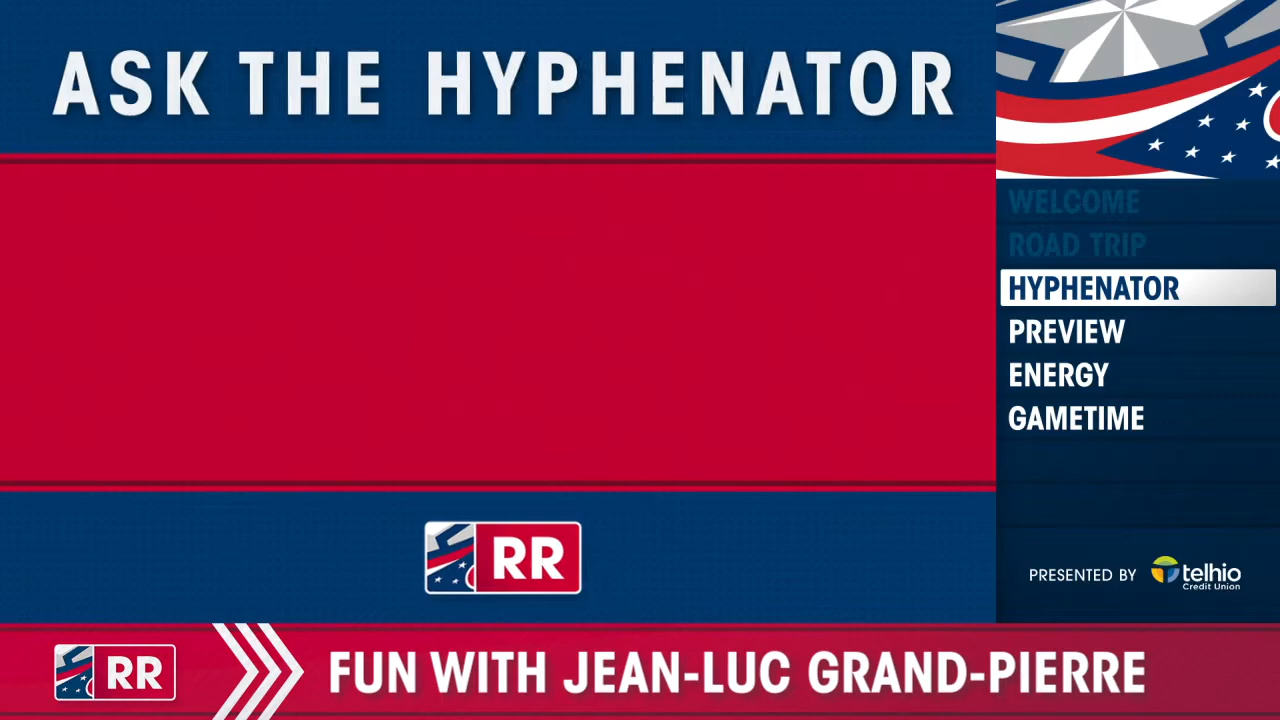 ASK THE HYPHENATOR
WELCOME
ROAD TRIP
HYPHENATOR
PREVIEW
ENERGY
GAMETIME
RR
PRESENTED BY telhio
Credit Union
RR
FUN WITH JEAN-LUC GRAND-PIERRE